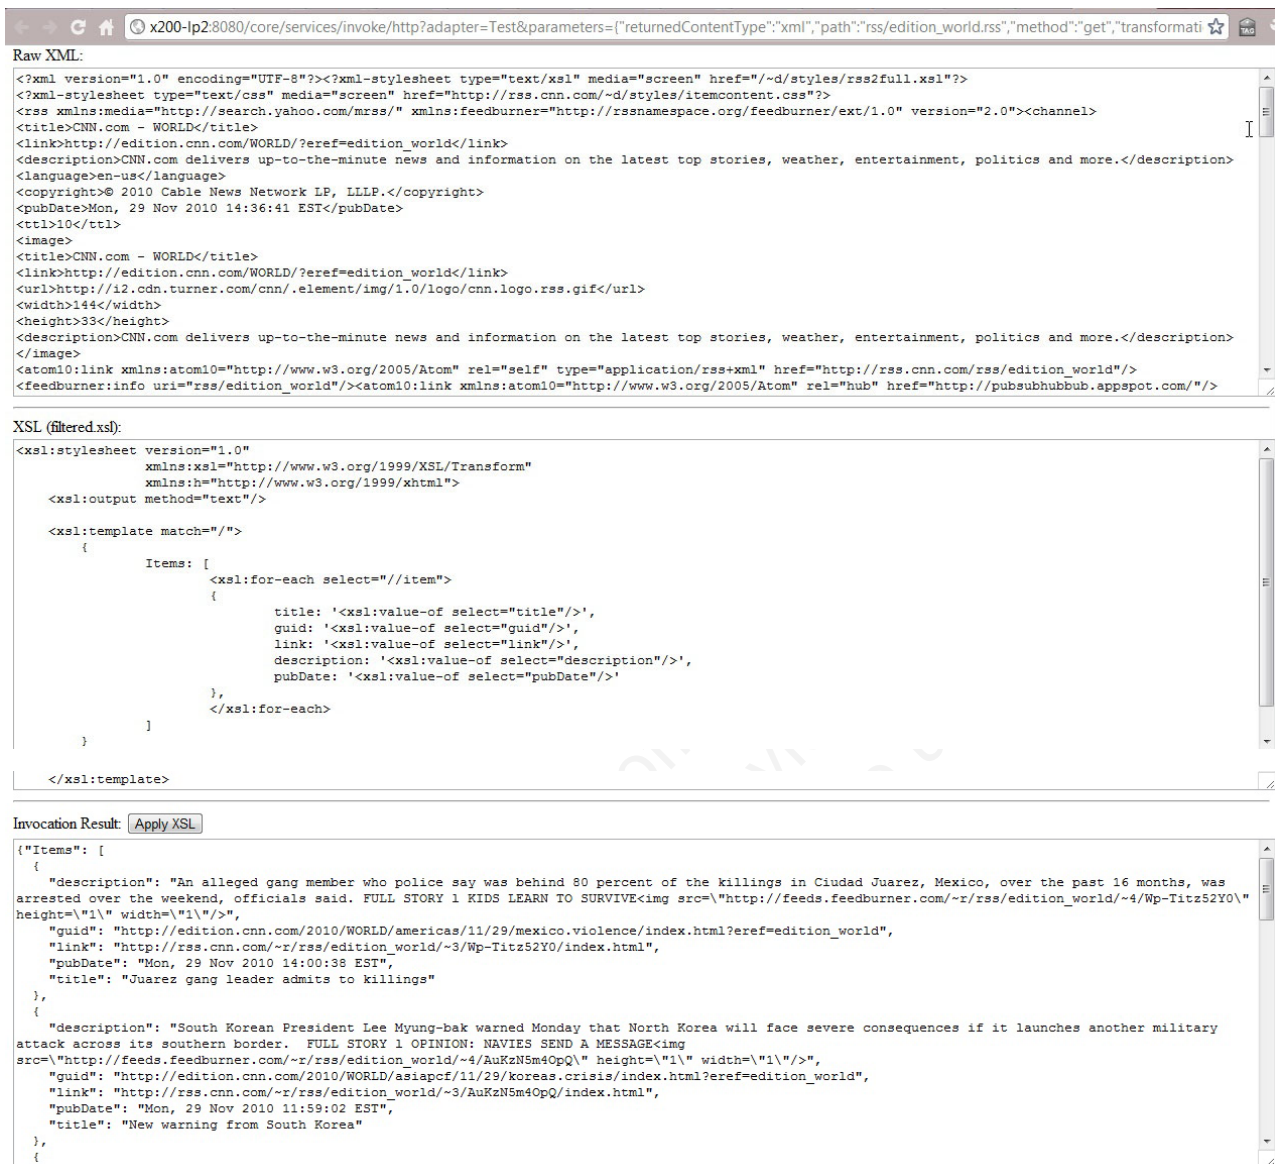 x200-lp2:8080/core/services/invoke/http?adapter=Test&parameters={"returnedContentType":"xml","path":"rss/edition_world.rss","method":"get","transformati
TAG
Raw XML:
<?xml version="1.0" encoding="UTF-8"?><?xml-stylesheet type="text/xsl" media="screen" href="/~d/styles/rss2full.xsl"?>
<?xml-stylesheet type="text/css" media="screen" href="http://rss.cnn.com/~d/styles/itemcontent.css"?>
<rss xmlns:media="http://search.yahoo.com/mrss/" xmlns:feedburner="http://rssnamespace.org/feedburner/ext/1.0" version="2.0"><channel>
<title>CNN.com - WORLD</title>
<link>http://edition.cnn.com/WORLD/?eref=edition_world</link>
<description>CNN.com delivers up-to-the-minute news and information on the latest top stories, weather, entertainment, politics and more.</description>
<language>en-us</language>
<copyright>© 2010 Cable News Network LP, LLLP.</copyright>
<pubDate>Mon, 29 Nov 2010 14:36:41 EST</pubDate>
<ttl>10</ttl>
<image>
<title>CNN.com - WORLD</title>
<link>http://edition.cnn.com/WORLD/?eref=edition_world</link>
<url>http://i2.cdn.turner.com/cnn/.element/img/1.0/logo/cnn.logo.rss.gif</url>
<width>144</width>
<height>33</height>
<description>CNN.com delivers up-to-the-minute news and information on the latest top stories, weather, entertainment, politics and more.</description>
</image>
<atom10:link xmlns:atom10="http://www.w3.org/2005/Atom" rel="self" type="application/rss+xml" href="http://rss.cnn.com/rss/edition_world"/>
<feedburner:info uri="rss/edition_world"/><atom10:link xmlns:atom10="http://www.w3.org/2005/Atom" rel="hub" href="http://pubsubhubbub.appspot.com/"/>
XSL (filtered.xsl):
<xsl:stylesheet version="1.0"
xmlns:xsl="http://www.w3.org/1999/XSL/Transform"
xmlns:h="http://www.w3.org/1999/xhtml">
<xsl:output method="text"/>
<xsl:template match="/">
{
Items: [
<xsl:for-each select="//item">
{
title: '<xsl:value-of select="title"/>',
guid: '<xsl:value-of select="guid"/>',
link: '<xsl:value-of select="link"/>',
description: '<xsl:value-of select="description"/>',
pubDate: '<xsl:value-of select="pubDate"/>'
},
</xsl:for-each>
]
}
</xsl:template>
Invocation Result: Apply XSL
{"Items": [
{
"description": "An alleged gang member who police say was behind 80 percent of the killings in Ciudad Juarez, Mexico, over the past 16 months, was
arrested over the weekend, officials said. FULL STORY l KIDS LEARN TO SURVIVE<img src=\"http://feeds.feedburner.com/~r/rss/edition_world/~4/Wp-Titz52Y0\"
height=\"1\" width=\"1\"/>",
"guid": "http://edition.cnn.com/2010/WORLD/americas/11/29/mexico.violence/index.html?eref=edition_world",
"link": "http://rss.cnn.com/~r/rss/edition_world/~3/Wp-Titz52Y0/index.html",
"pubDate": "Mon, 29 Nov 2010 14:00:38 EST",
"title": "Juarez gang leader admits to killings"
},
{
"description": "South Korean President Lee Myung-bak warned Monday that North Korea will face severe consequences if it launches another military
attack across its southern border.  FULL STORY l OPINION: NAVIES SEND A MESSAGE<img
src=\"http://feeds.feedburner.com/~r/rss/edition_world/~4/AuKzN5m4OpQ\" height=\"1\" width=\"1\"/>",
"guid": "http://edition.cnn.com/2010/WORLD/asiapcf/11/29/koreas.crisis/index.html?eref=edition_world",
"link": "http://rss.cnn.com/~r/rss/edition_world/~3/AuKzN5m4OpQ/index.html",
"pubDate": "Mon, 29 Nov 2010 11:59:02 EST",
"title": "New warning from South Korea"
},
{